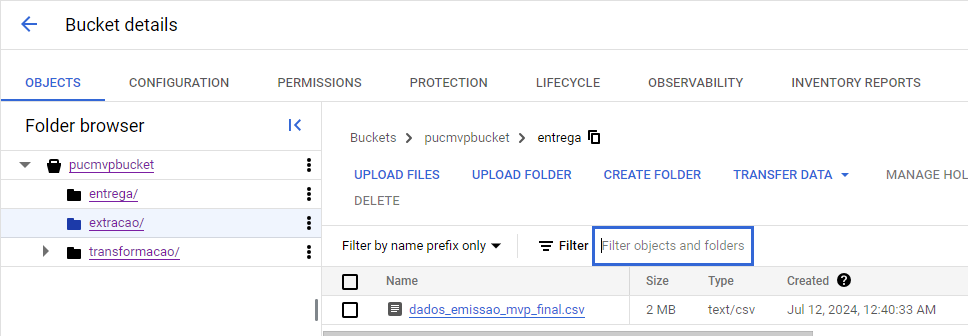 Bucket details
OBJECTS CONFIGURATION PERMISSIONS PROTECTION LIFECYCLE OBSERVABILITY INVENTORY REPORTS
Folder browser
pucmvpbucket
entrega/
extracao/
transformacao/
Buckets > pucmvpbucket > entrega
UPLOAD FILES UPLOAD FOLDER CREATE FOLDER TRANSFER DATA MANAGE HOL
DELETE
Filter by name prefix only Filter Filter objects and folders
Name Size Type Created ?
dados_emissao_mvp_final.csv 2 MB text/csv Jul 12, 2024, 12:40:33 AM